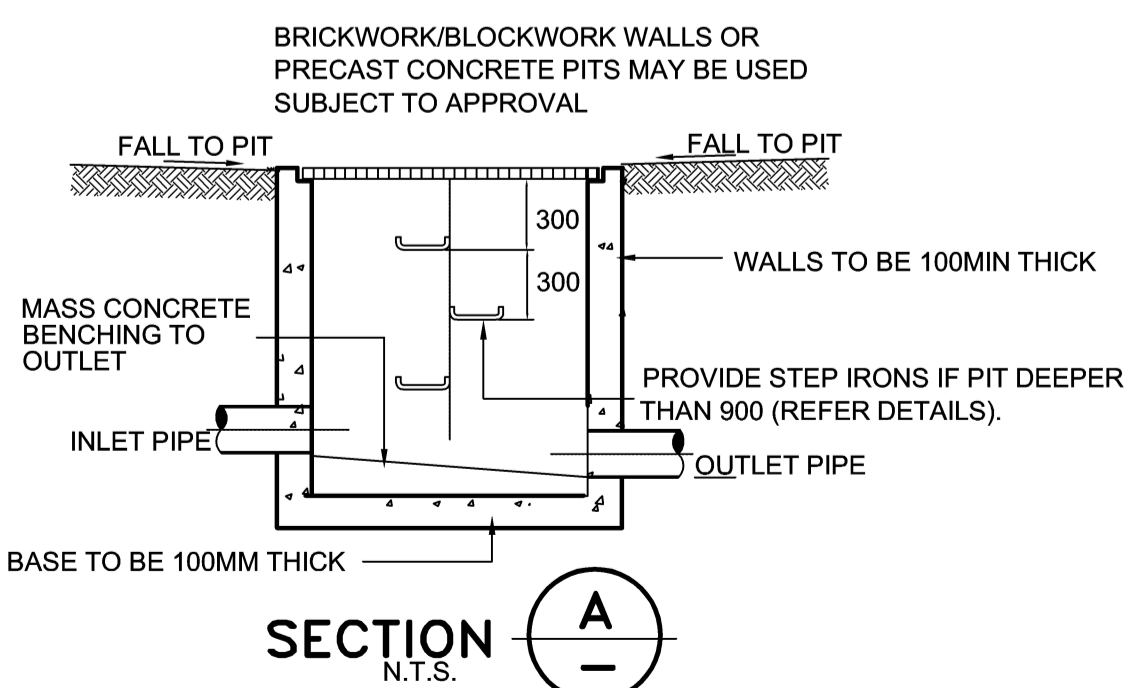 BRICKWORK/BLOCKWORK WALLS OR
PRECAST CONCRETE PITS MAY BE USED
SUBJECT TO APPROVAL
FALL TO PIT
FALL TO PIT
300
300
WALLS TO BE 100MIN THICK
MASS CONCRETE
BENCHING TO
OUTLET
PROVIDE STEP IRONS IF PIT DEEPER
THAN 900 (REFER DETAILS).
INLET PIPE
OUTLET PIPE
BASE TO BE 100MM THICK
SECTION
N.T.S.
A
–